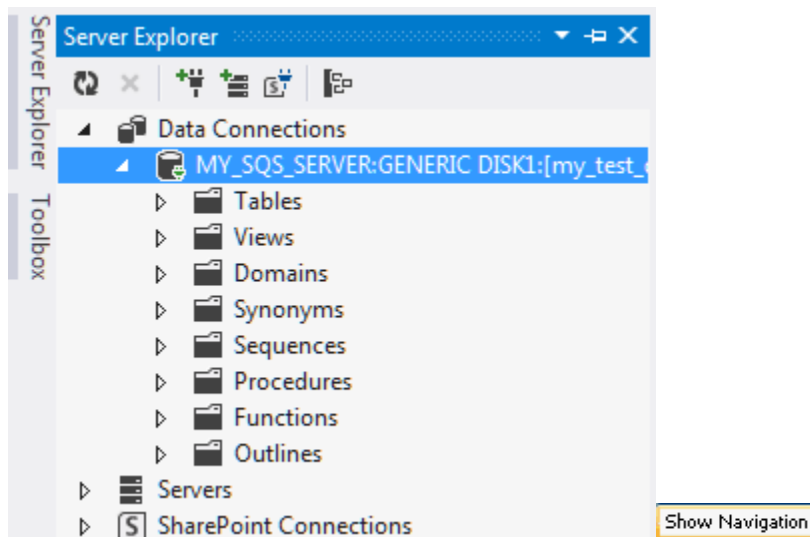 Server Explorer
Toolbox
Server Explorer
Data Connections
MY_SQS_SERVER:GENERIC DISK1:[my_test_
Tables
Views
Domains
Synonyms
Sequences
Procedures
Functions
Outlines
Servers
SharePoint Connections
Show Navigation